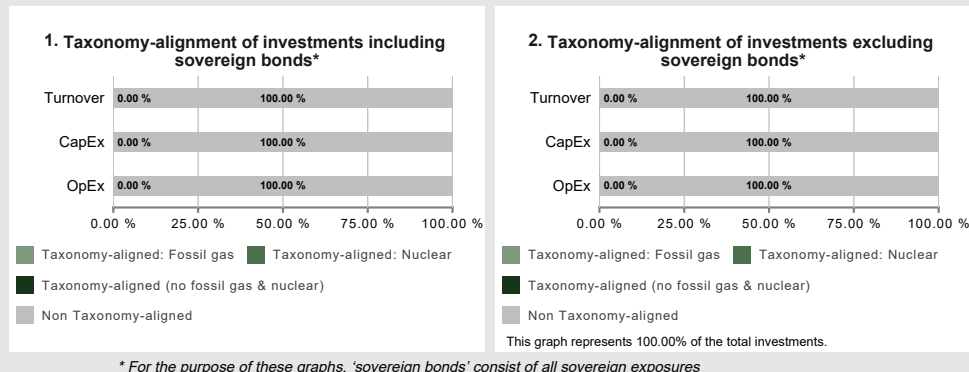 1. Taxonomy-alignment of investments including
sovereign bonds*
Turnover 0.00 % 100.00 %
CapEx 0.00 % 100.00 %
OpEx 0.00 % 100.00 %
0.00 % 25.00 % 50.00 % 75.00 % 100.00 %
Taxonomy-aligned: Fossil gas Taxonomy-aligned: Nuclear
Taxonomy-aligned (no fossil gas & nuclear)
Non Taxonomy-aligned
2. Taxonomy-alignment of investments excluding
sovereign bonds*
Turnover 0.00 % 100.00 %
CapEx 0.00 % 100.00 %
OpEx 0.00 % 100.00 %
0.00 % 25.00 % 50.00 % 75.00 % 100.00 %
Taxonomy-aligned: Fossil gas Taxonomy-aligned: Nuclear
Taxonomy-aligned (no fossil gas & nuclear)
Non Taxonomy-aligned
This graph represents 100.00% of the total investments.
* For the purpose of these graphs, ‘sovereign bonds’ consist of all sovereign exposures